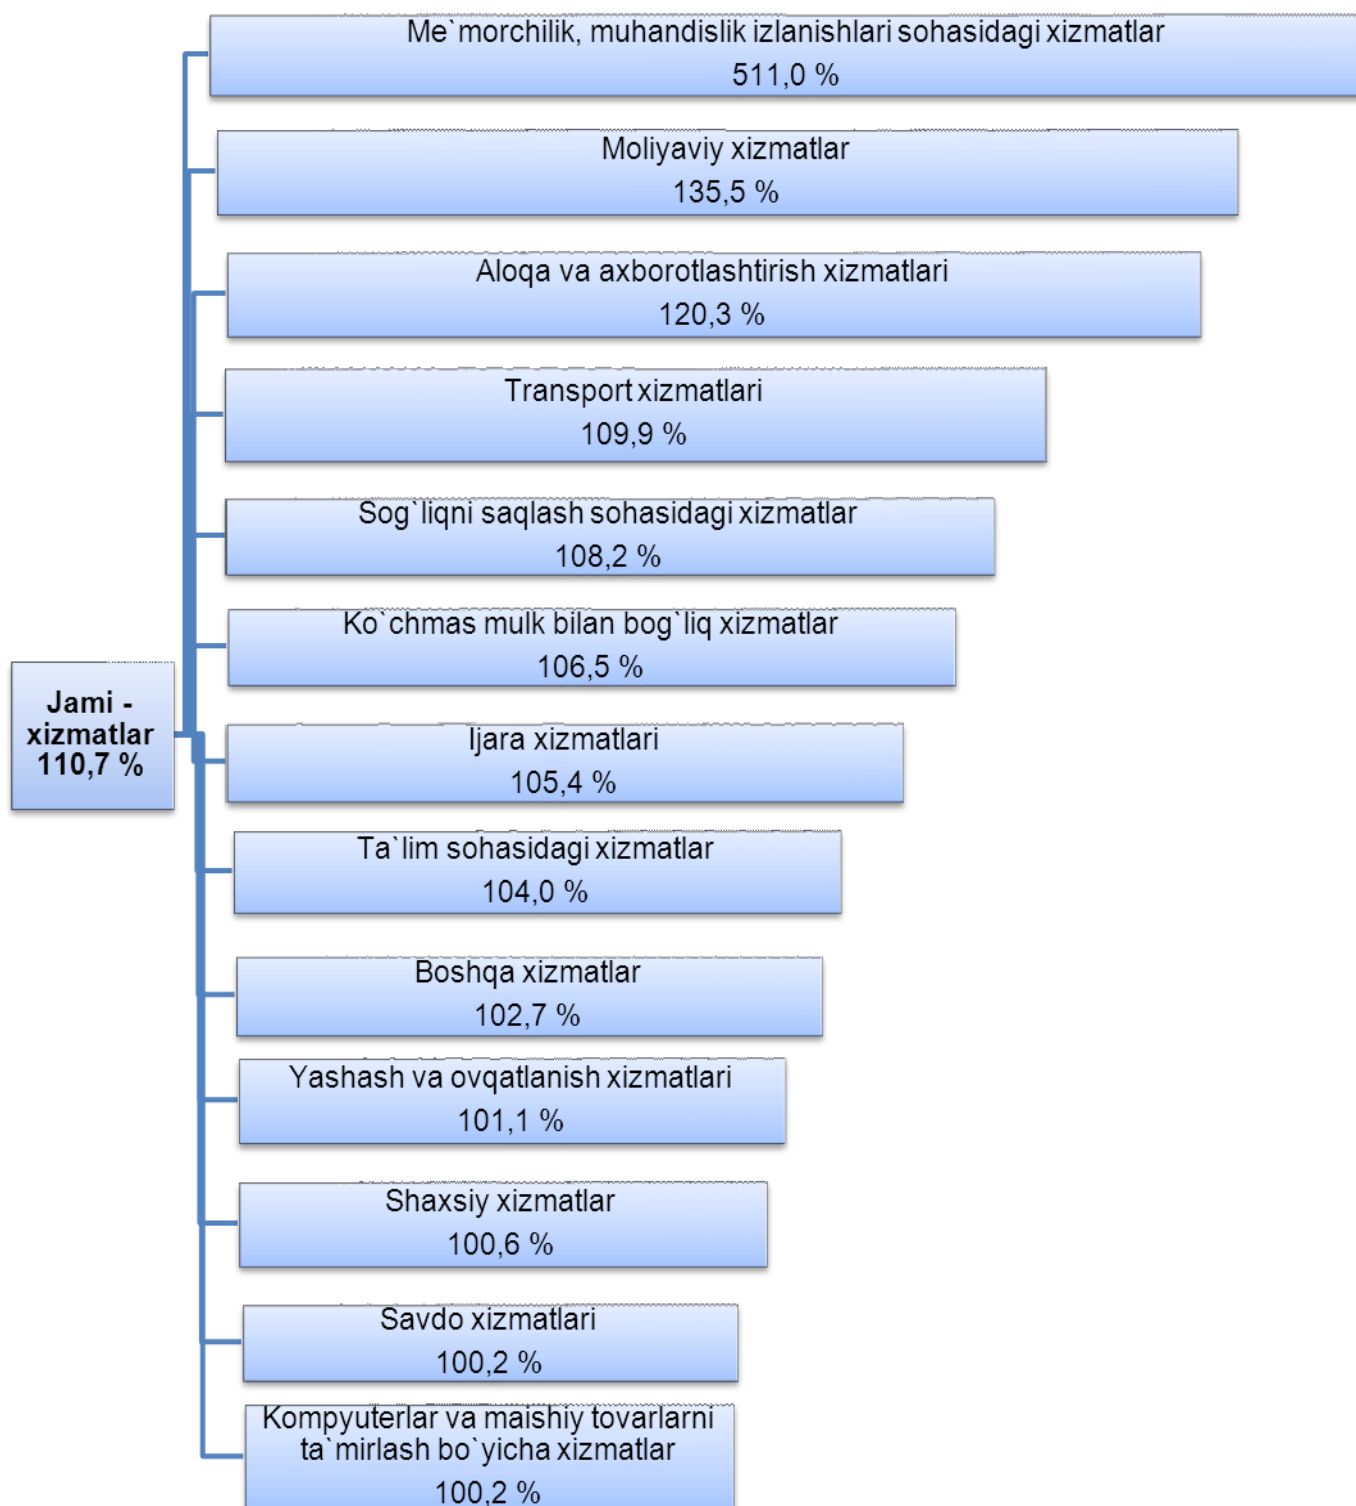 Me`morchilik, muhandislik izlanishlari sohasidagi xizmatlar
511,0 %
Moliyaviy xizmatlar
135,5 %
Aloqa va axborotlashtirish xizmatlari
120,3 %
Transport xizmatlari
109,9 %
Sog`liqni saqlash sohasidagi xizmatlar
108,2 %
Ko`chmas mulk bilan bog`liq xizmatlar
106,5 %
Jami -
xizmatlar
110,7 %
Ijara xizmatlari
105,4 %
Ta`lim sohasidagi xizmatlar
104,0 %
Boshqa xizmatlar
102,7 %
Yashash va ovqatlanish xizmatlari
101,1 %
Shaxsiy xizmatlar
100,6 %
Savdo xizmatlari
100,2 %
Kompyuterlar va maishiy tovarlarni
ta`mirlash bo`yicha xizmatlar
100,2 %